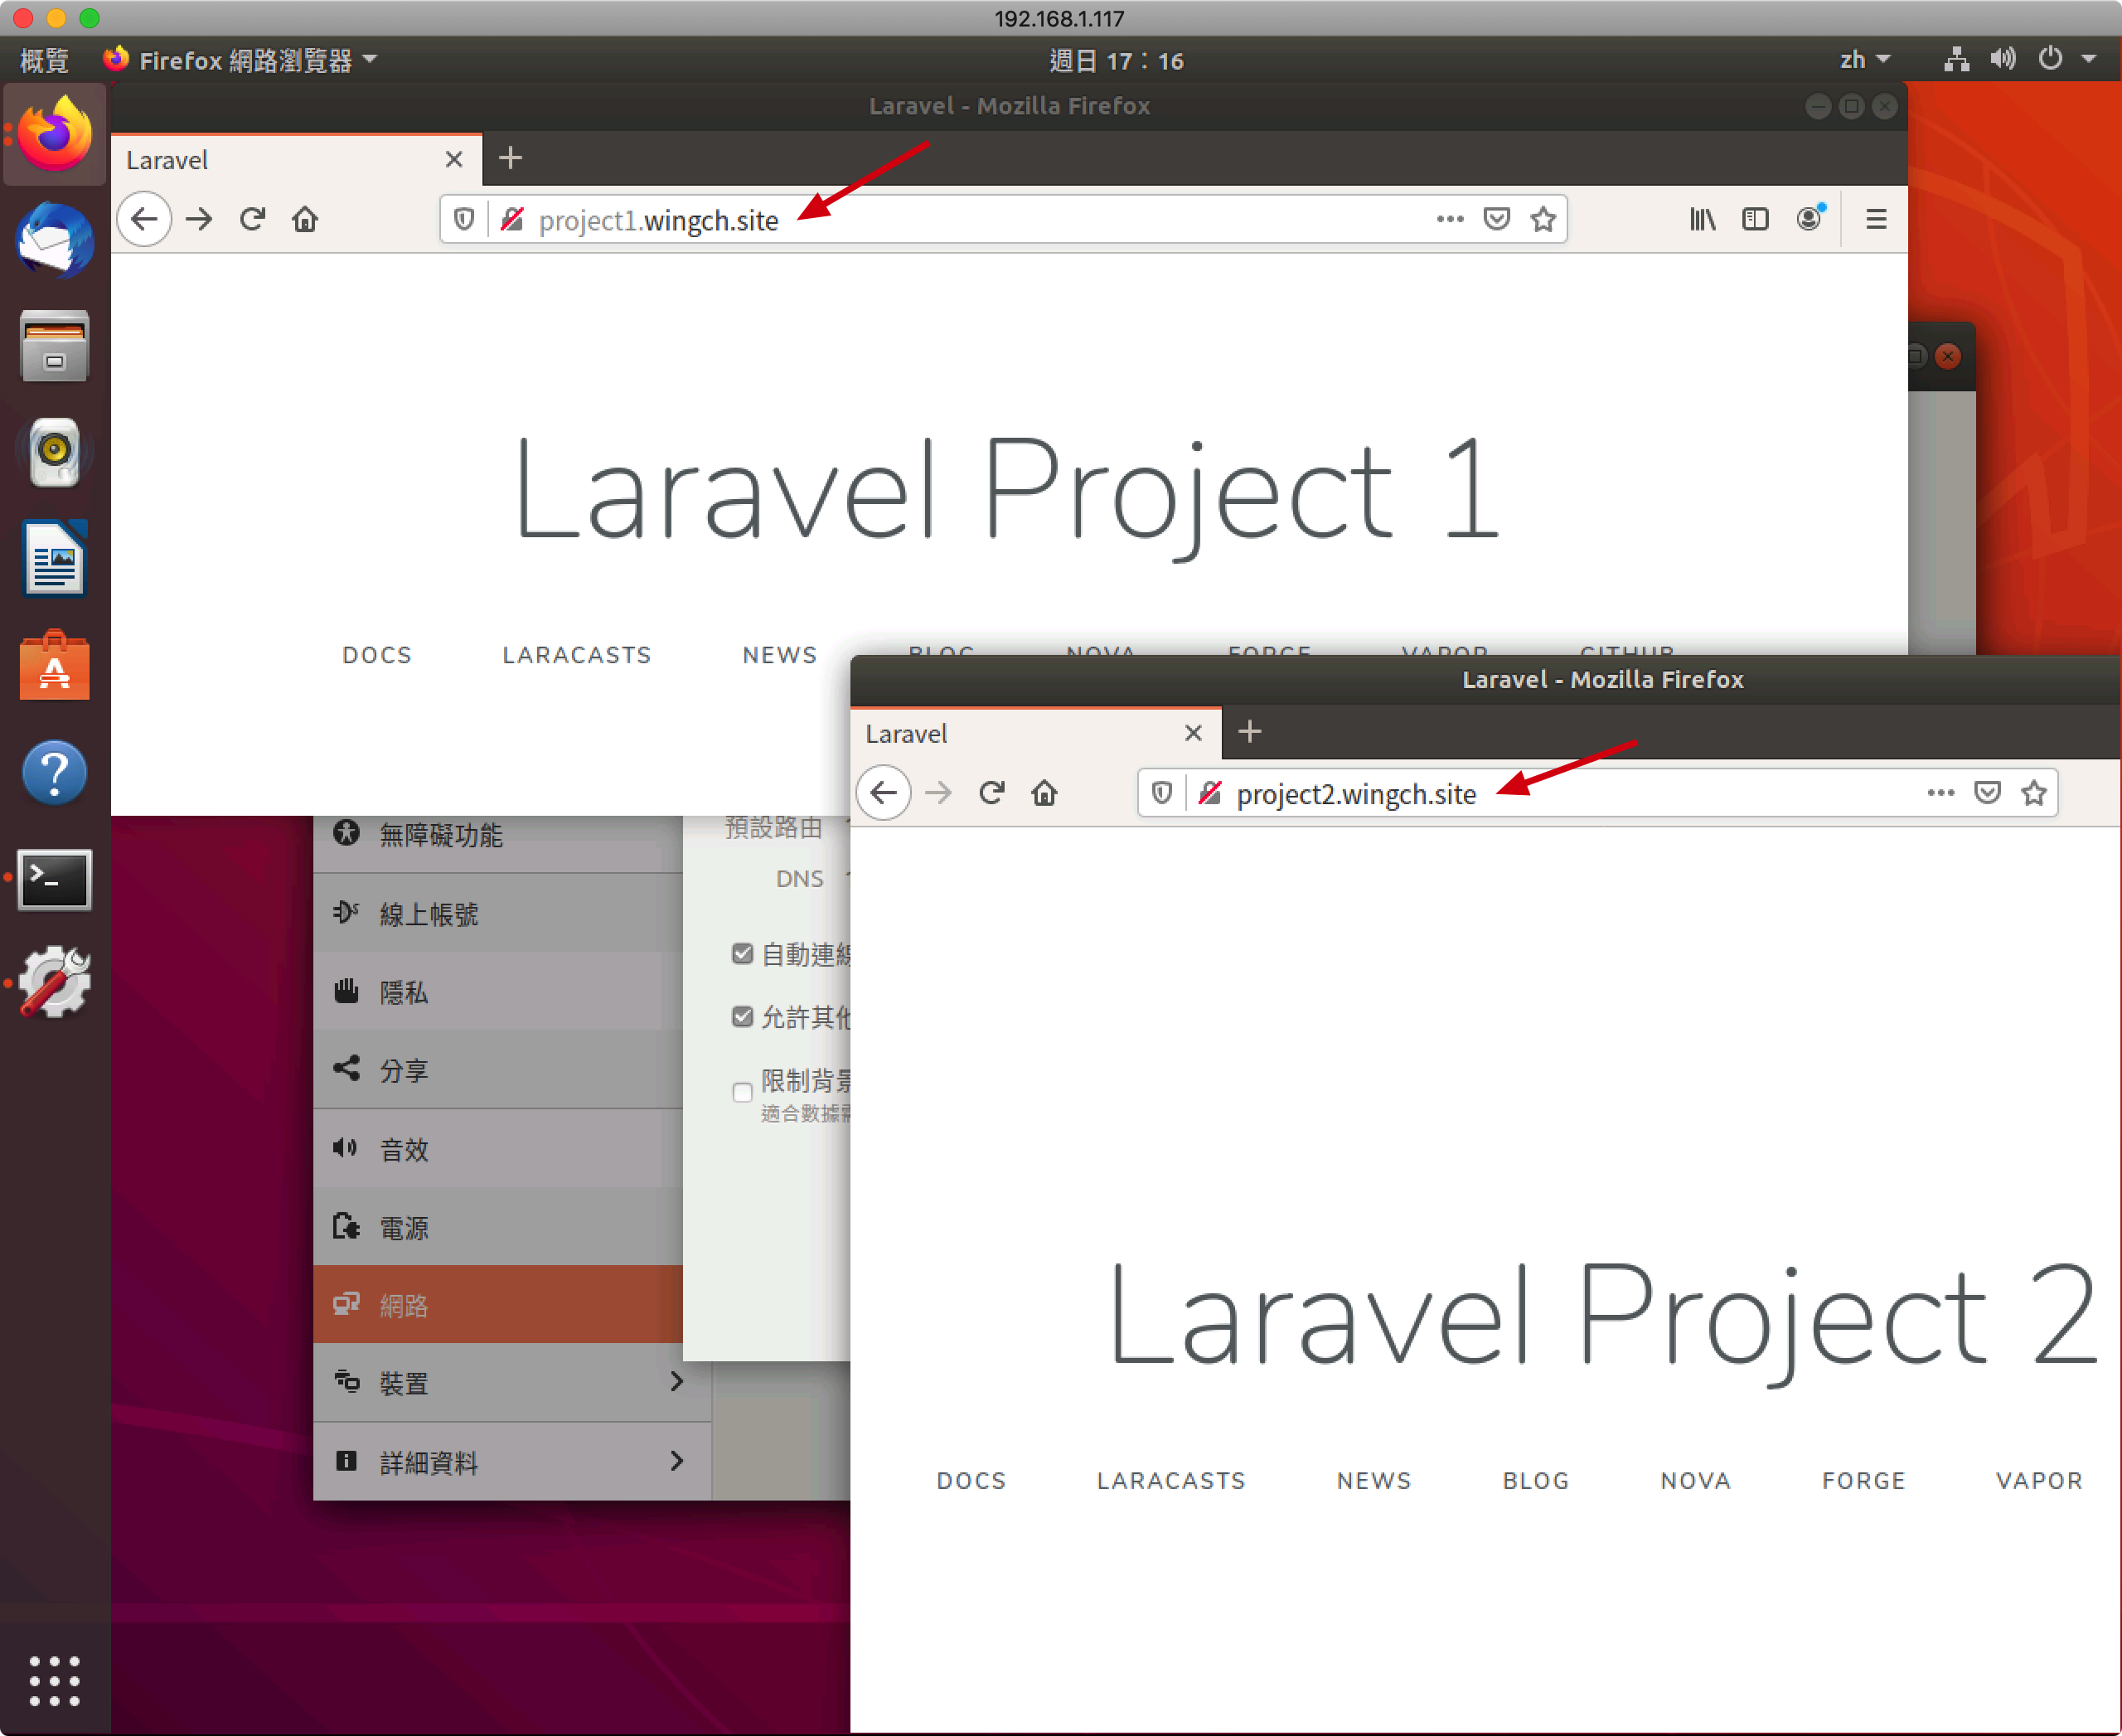 192.168.1.117
概覽 Firefox 網路瀏覽器 週日 17：16 zh
Laravel - Mozilla Firefox
Laravel
project1.wingch.site
Laravel Project 1
DOCS LARACASTS NEWS BLOG NOVA FORGE VAPOR GITHUB
Laravel - Mozilla Firefox
Laravel
project2.wingch.site
Laravel Project 2
DOCS LARACASTS NEWS BLOG NOVA FORGE VAPOR
無障礙功能
線上帳號
隱私
分享
音效
電源
網路
裝置
詳細資料
預設路由
DNS
自動連線
允許其他
限制背景
適合數據